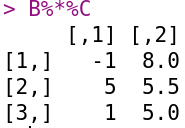 > B%*%C
     [,1] [,2]
[1,]   -1  8.0
[2,]    5  5.5
[3,]    1  5.0